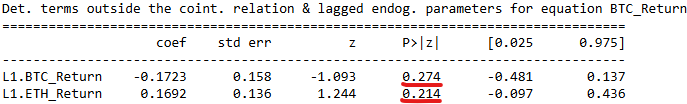 Det. terms outside the coint. relation & lagged endog. parameters for equation BTC_Return
==============================================================================
coef std err z P>|z| [0.025 0.975]
------------------------------------------------------------------------------
L1.BTC_Return -0.1723 0.158 -1.093 0.274 -0.481 0.137
L1.ETH_Return 0.1692 0.136 1.244 0.214 -0.097 0.436